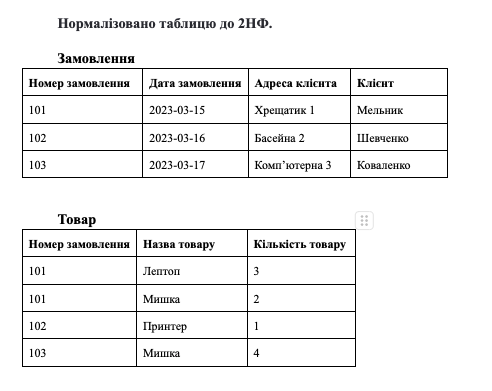 Нормалізовано таблицю до 2НФ.
Замовлення
Номер замовлення Дата замовлення Адреса клієнта Клієнт
101 2023-03-15 Хрещатик 1 Мельник
102 2023-03-16 Басейна 2 Шевченко
103 2023-03-17 Комп'ютерна 3 Коваленко
Товар
Номер замовлення Назва товару Кількість товару
101 Лептоп 3
101 Мишка 2
102 Принтер 1
103 Мишка 4